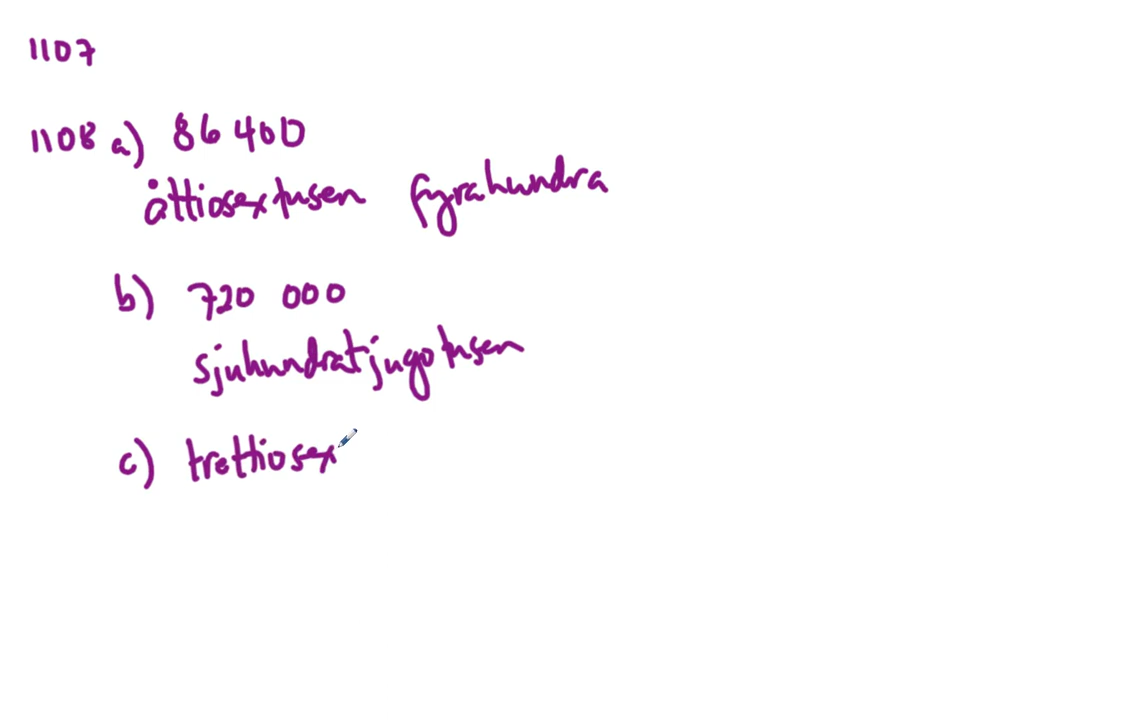 1107
1108 a) 86 400
åttiosextusen fyrahundra
b) 720 000
sjuhundratjugotusen
c) trettiosex